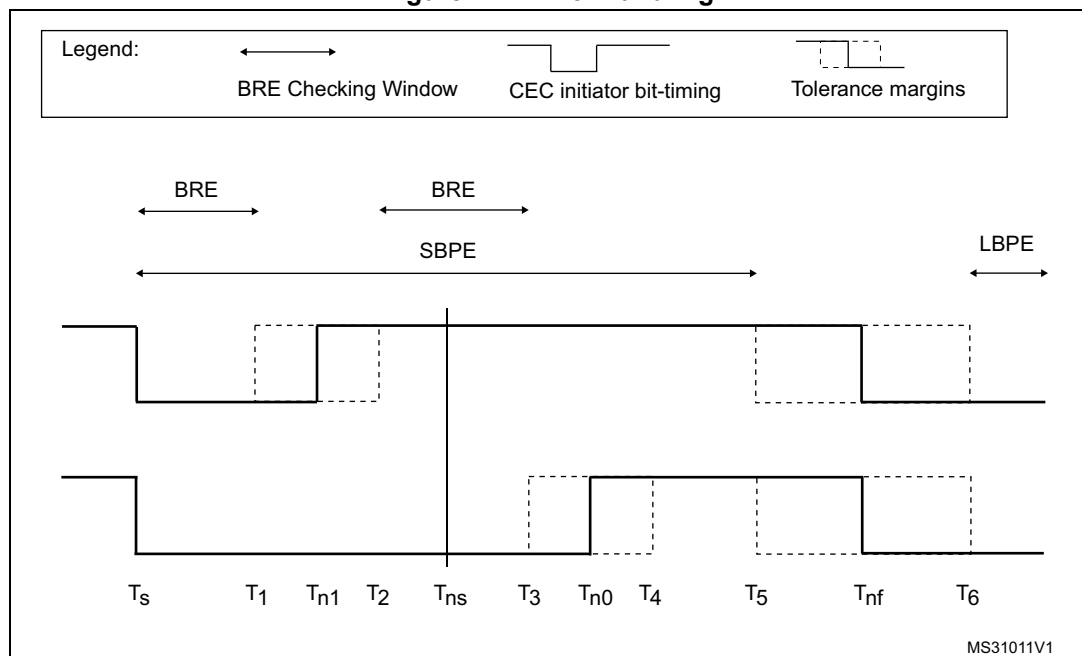 Legend:
BRE Checking Window
CEC initiator bit-timing
Tolerance margins
BRE
BRE
SBPE
LBPE
Ts T1 Tn1 T2 Tns T3 Tn0 T4 T5 Tnf T6
MS31011V1